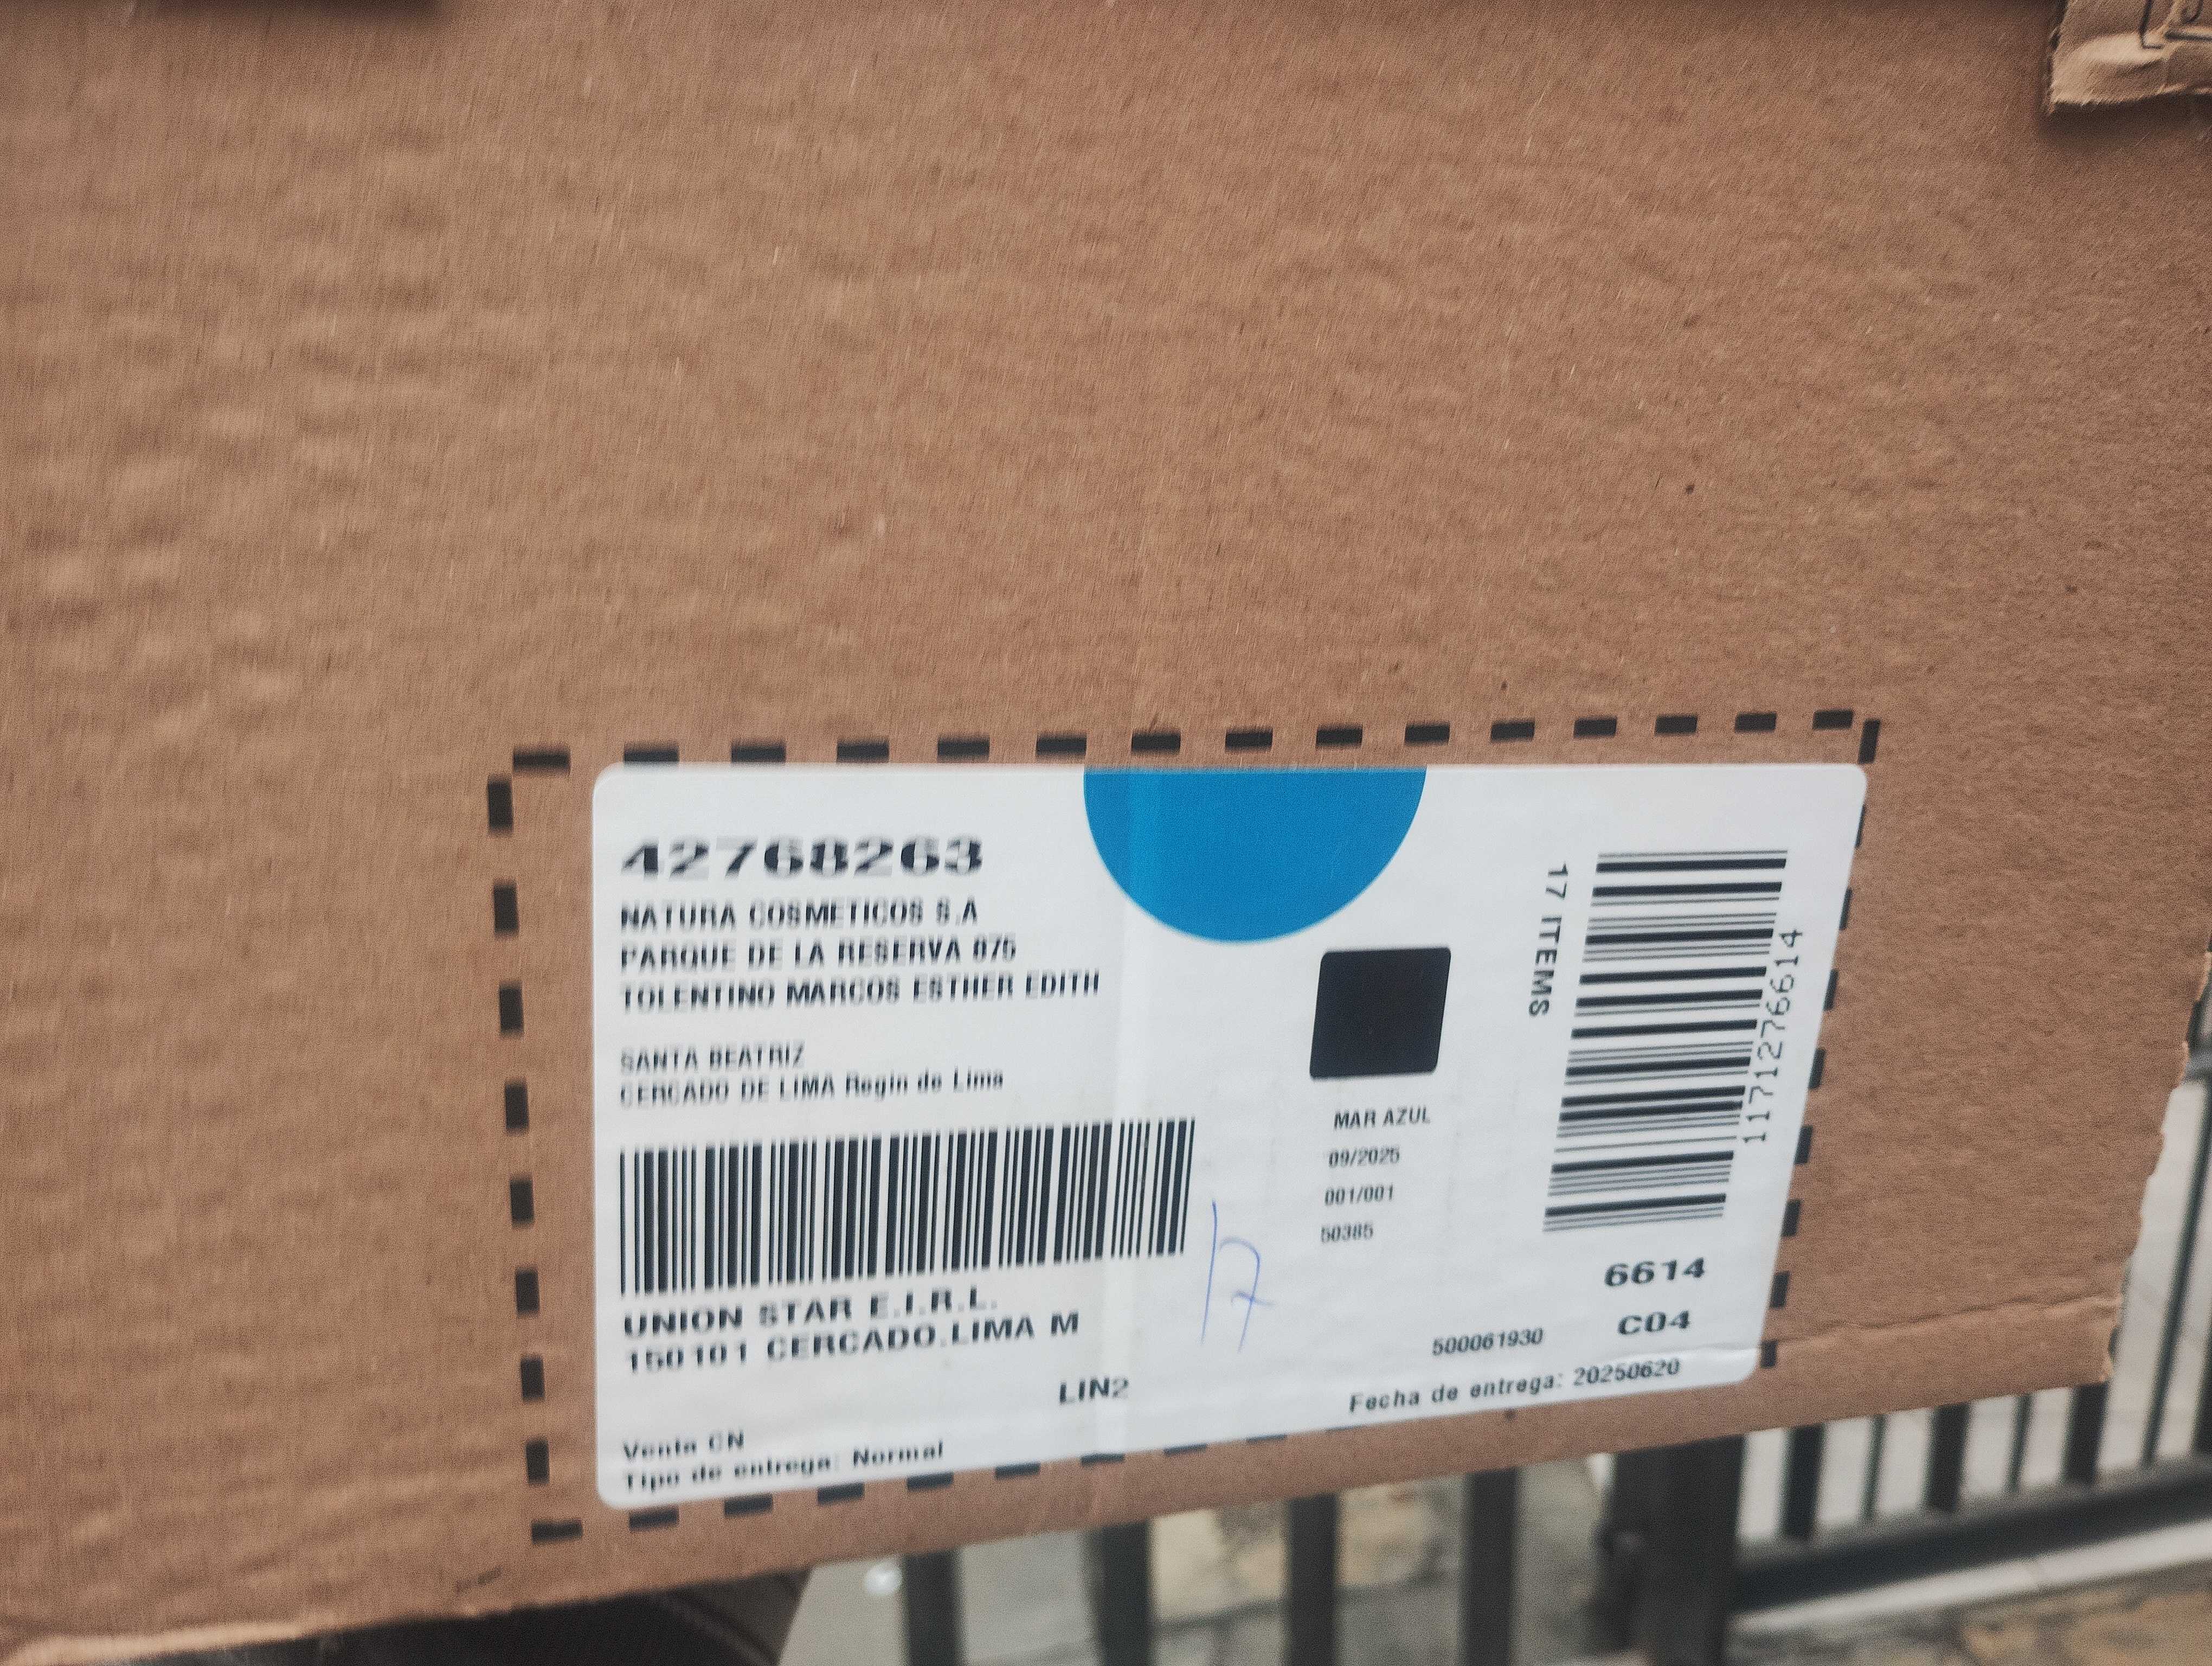 42768263
NATURA COSMETICOS S.A
PARQUE DE LA RESERVA 875
TOLENTINO MARCOS ESTHER EDITH
SANTA BEATRIZ
CERCADO DE LIMA Regin de Lima
UNION STAR E.I.R.L.
150101 CERCADO.LIMA M
LIN2
Venta CN
Tipo de entrega: Normal
17
MAR AZUL
09/2025
001/001
50385
17 ITEMS
1171276614
6614
C04
500061930
Fecha de entrega: 20250620